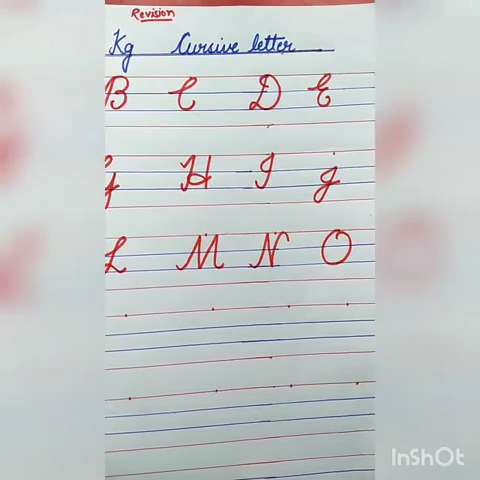 Revision
Kg Cursive letter
B C D E
H I j
L M N O
InShOt